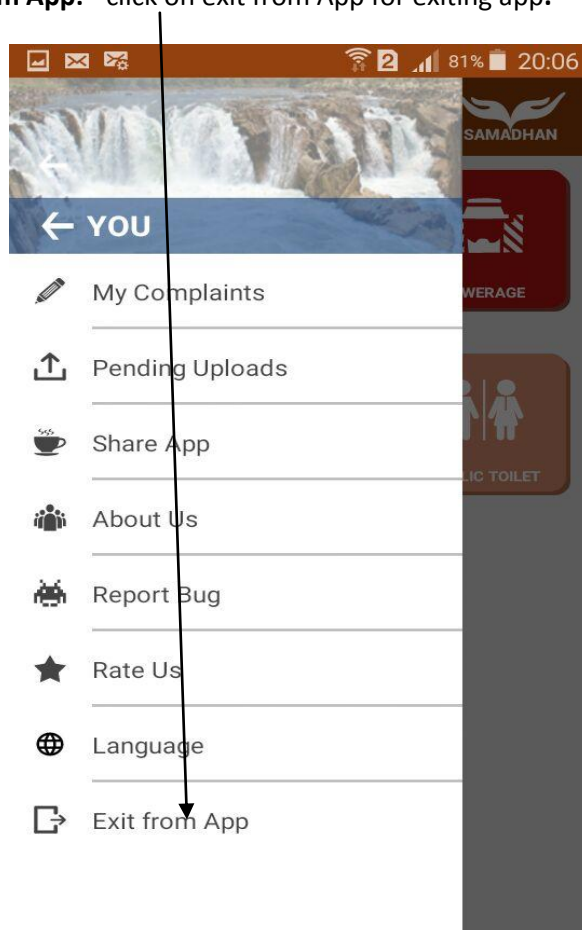 App: click on exit from App for exiting app.
2 81% 20:06
SAMADHAN
← YOU
WERAGE
My Complaints
Pending Uploads
Share App
LIC TOILET
About Us
Report Bug
Rate Us
Language
Exit from App